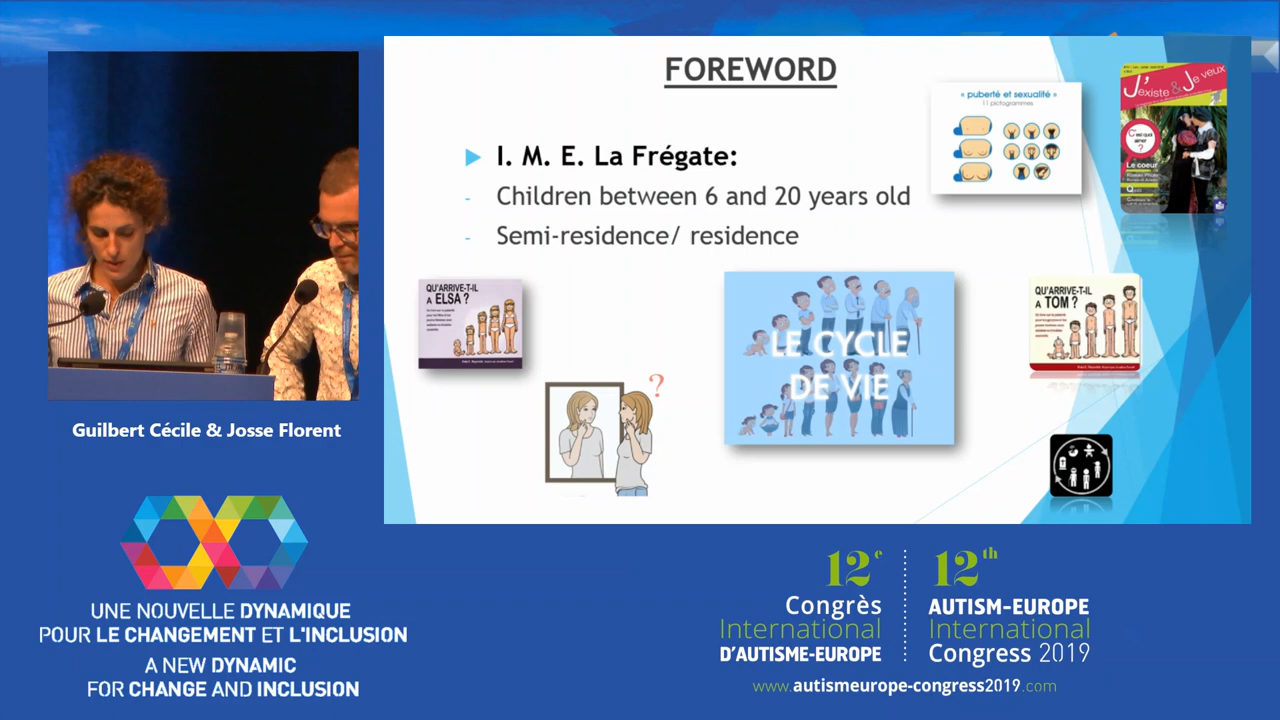 FOREWORD
I. M. E. La Frégate:
- Children between 6 and 20 years old
- Semi-residence/ residence
« puberté et sexualité »
11 pictogrammes
J'existe & Je veux
C'est quoi
aimer
?
Le coeur
QU'ARRIVE-T-IL
A ELSA ?
LE CYCLE
DE VIE
QU'ARRIVE-T-IL
A TOM ?
?
Guilbert Cécile & Josse Florent
UNE NOUVELLE DYNAMIQUE
POUR LE CHANGEMENT ET L'INCLUSION
A NEW DYNAMIC
FOR CHANGE AND INCLUSION
12e
Congrès
International
D'AUTISME-EUROPE
12th
AUTISM-EUROPE
International
Congress 2019
www.autismeurope-congress2019.com